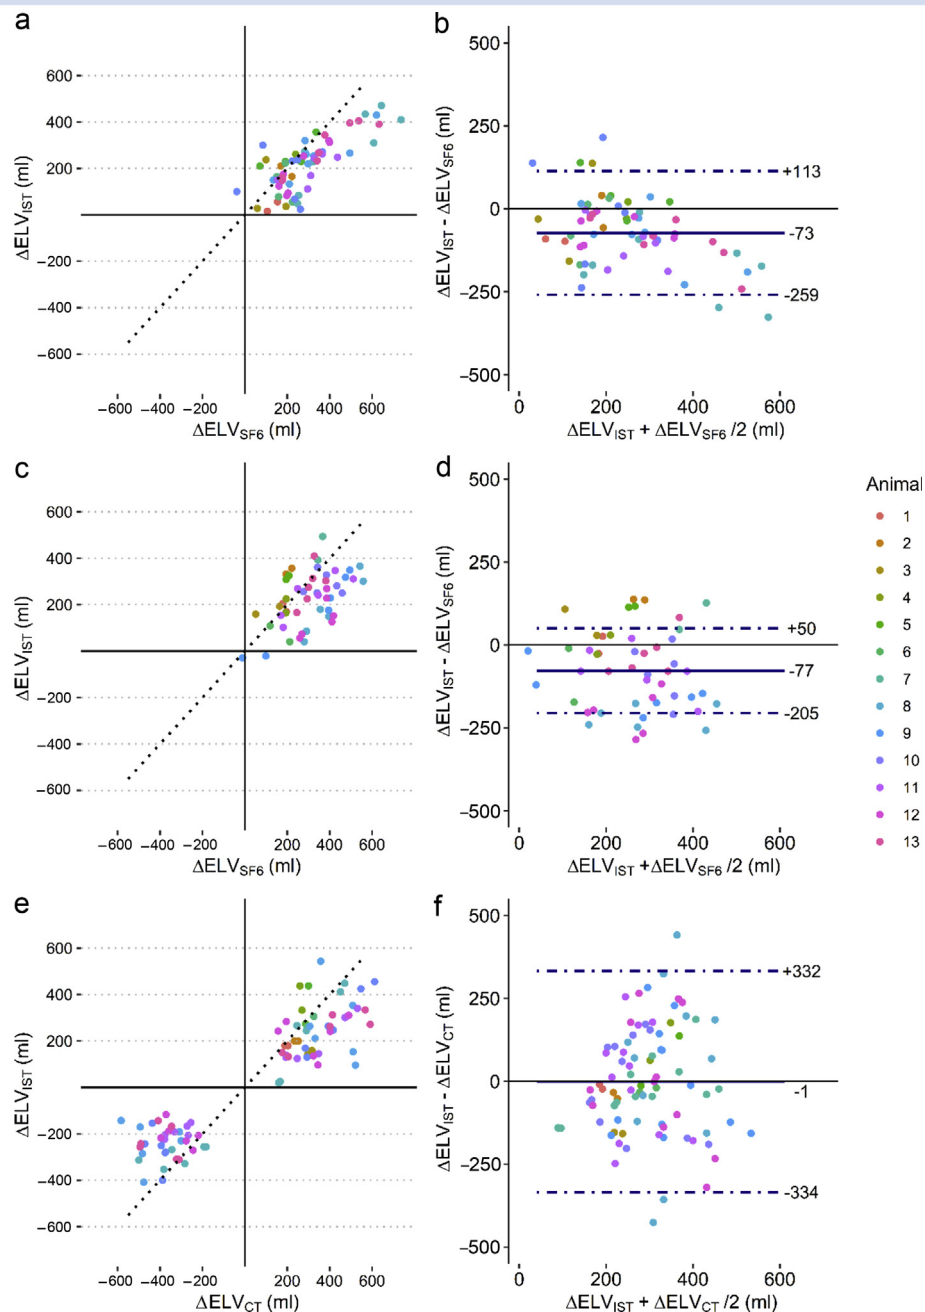 a
600
400
200
0
−200
−400
−600
ΔELV_IST (ml)
−600 −400 −200 200 400 600
ΔELV_SF6 (ml)
b
500
250
0
−250
−500
ΔELV_IST - ΔELV_SF6 (ml)
+113
-73
-259
0 200 400 600
ΔELV_IST + ΔELV_SF6 /2 (ml)
c
600
400
200
0
−200
−400
−600
ΔELV_IST (ml)
−600 −400 −200 200 400 600
ΔELV_SF6 (ml)
d
500
250
0
−250
−500
ΔELV_IST - ΔELV_SF6 (ml)
+50
-77
-205
0 200 400 600
ΔELV_IST +ΔELV_SF6 /2 (ml)
Animal
1
2
3
4
5
6
7
8
9
10
11
12
13
e
600
400
200
0
−200
−400
−600
ΔELV_IST (ml)
−600 −400 −200 200 400 600
ΔELV_CT (ml)
f
500
250
0
−250
−500
ΔELV_IST - ΔELV_CT (ml)
+332
-1
-334
0 200 400 600
ΔELV_IST + ΔELV_CT /2 (ml)